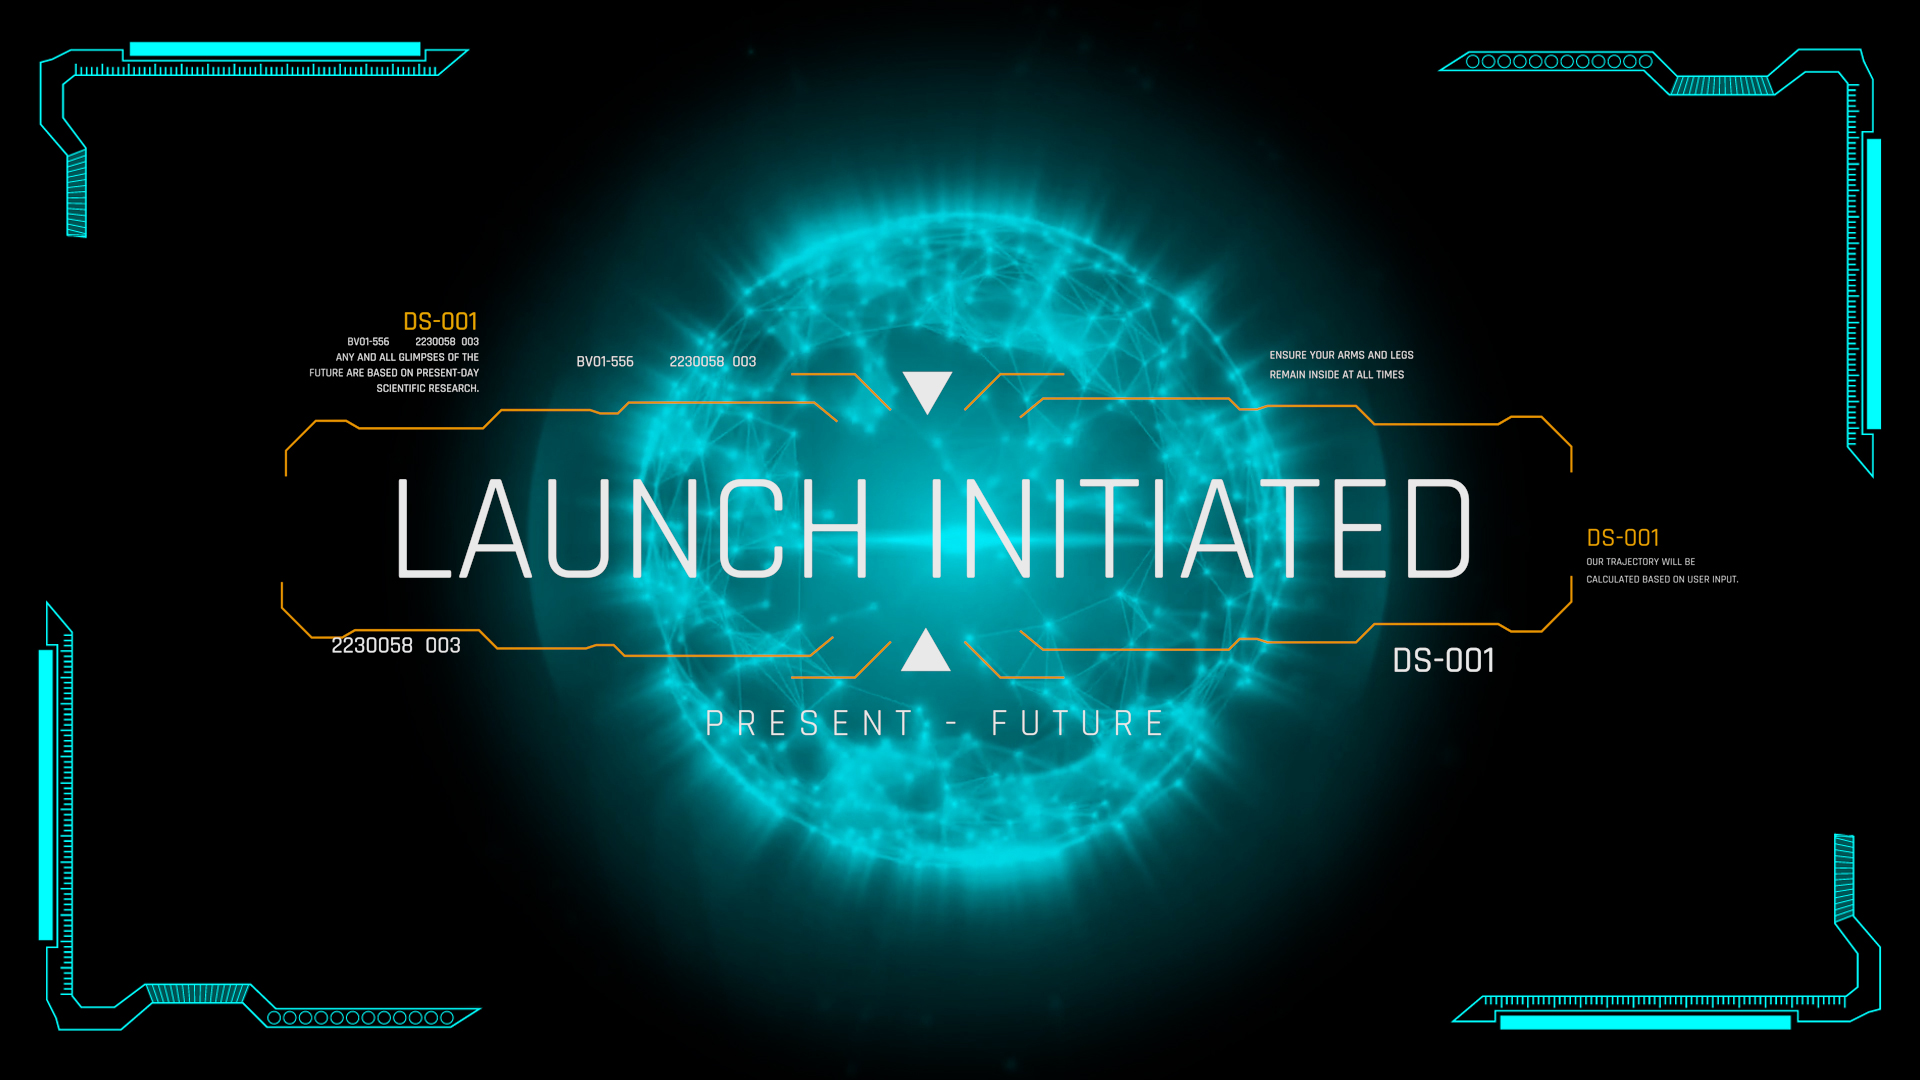 DS-001
BV01-556 2230058 003
ANY AND ALL GLIMPSES OF THE
FUTURE ARE BASED ON PRESENT-DAY
SCIENTIFIC RESEARCH.
BV01-556 2230058 003
ENSURE YOUR ARMS AND LEGS
REMAIN INSIDE AT ALL TIMES
LAUNCH INITIATED
DS-001
OUR TRAJECTORY WILL BE
CALCULATED BASED ON USER INPUT.
2230058 003
DS-001
PRESENT - FUTURE